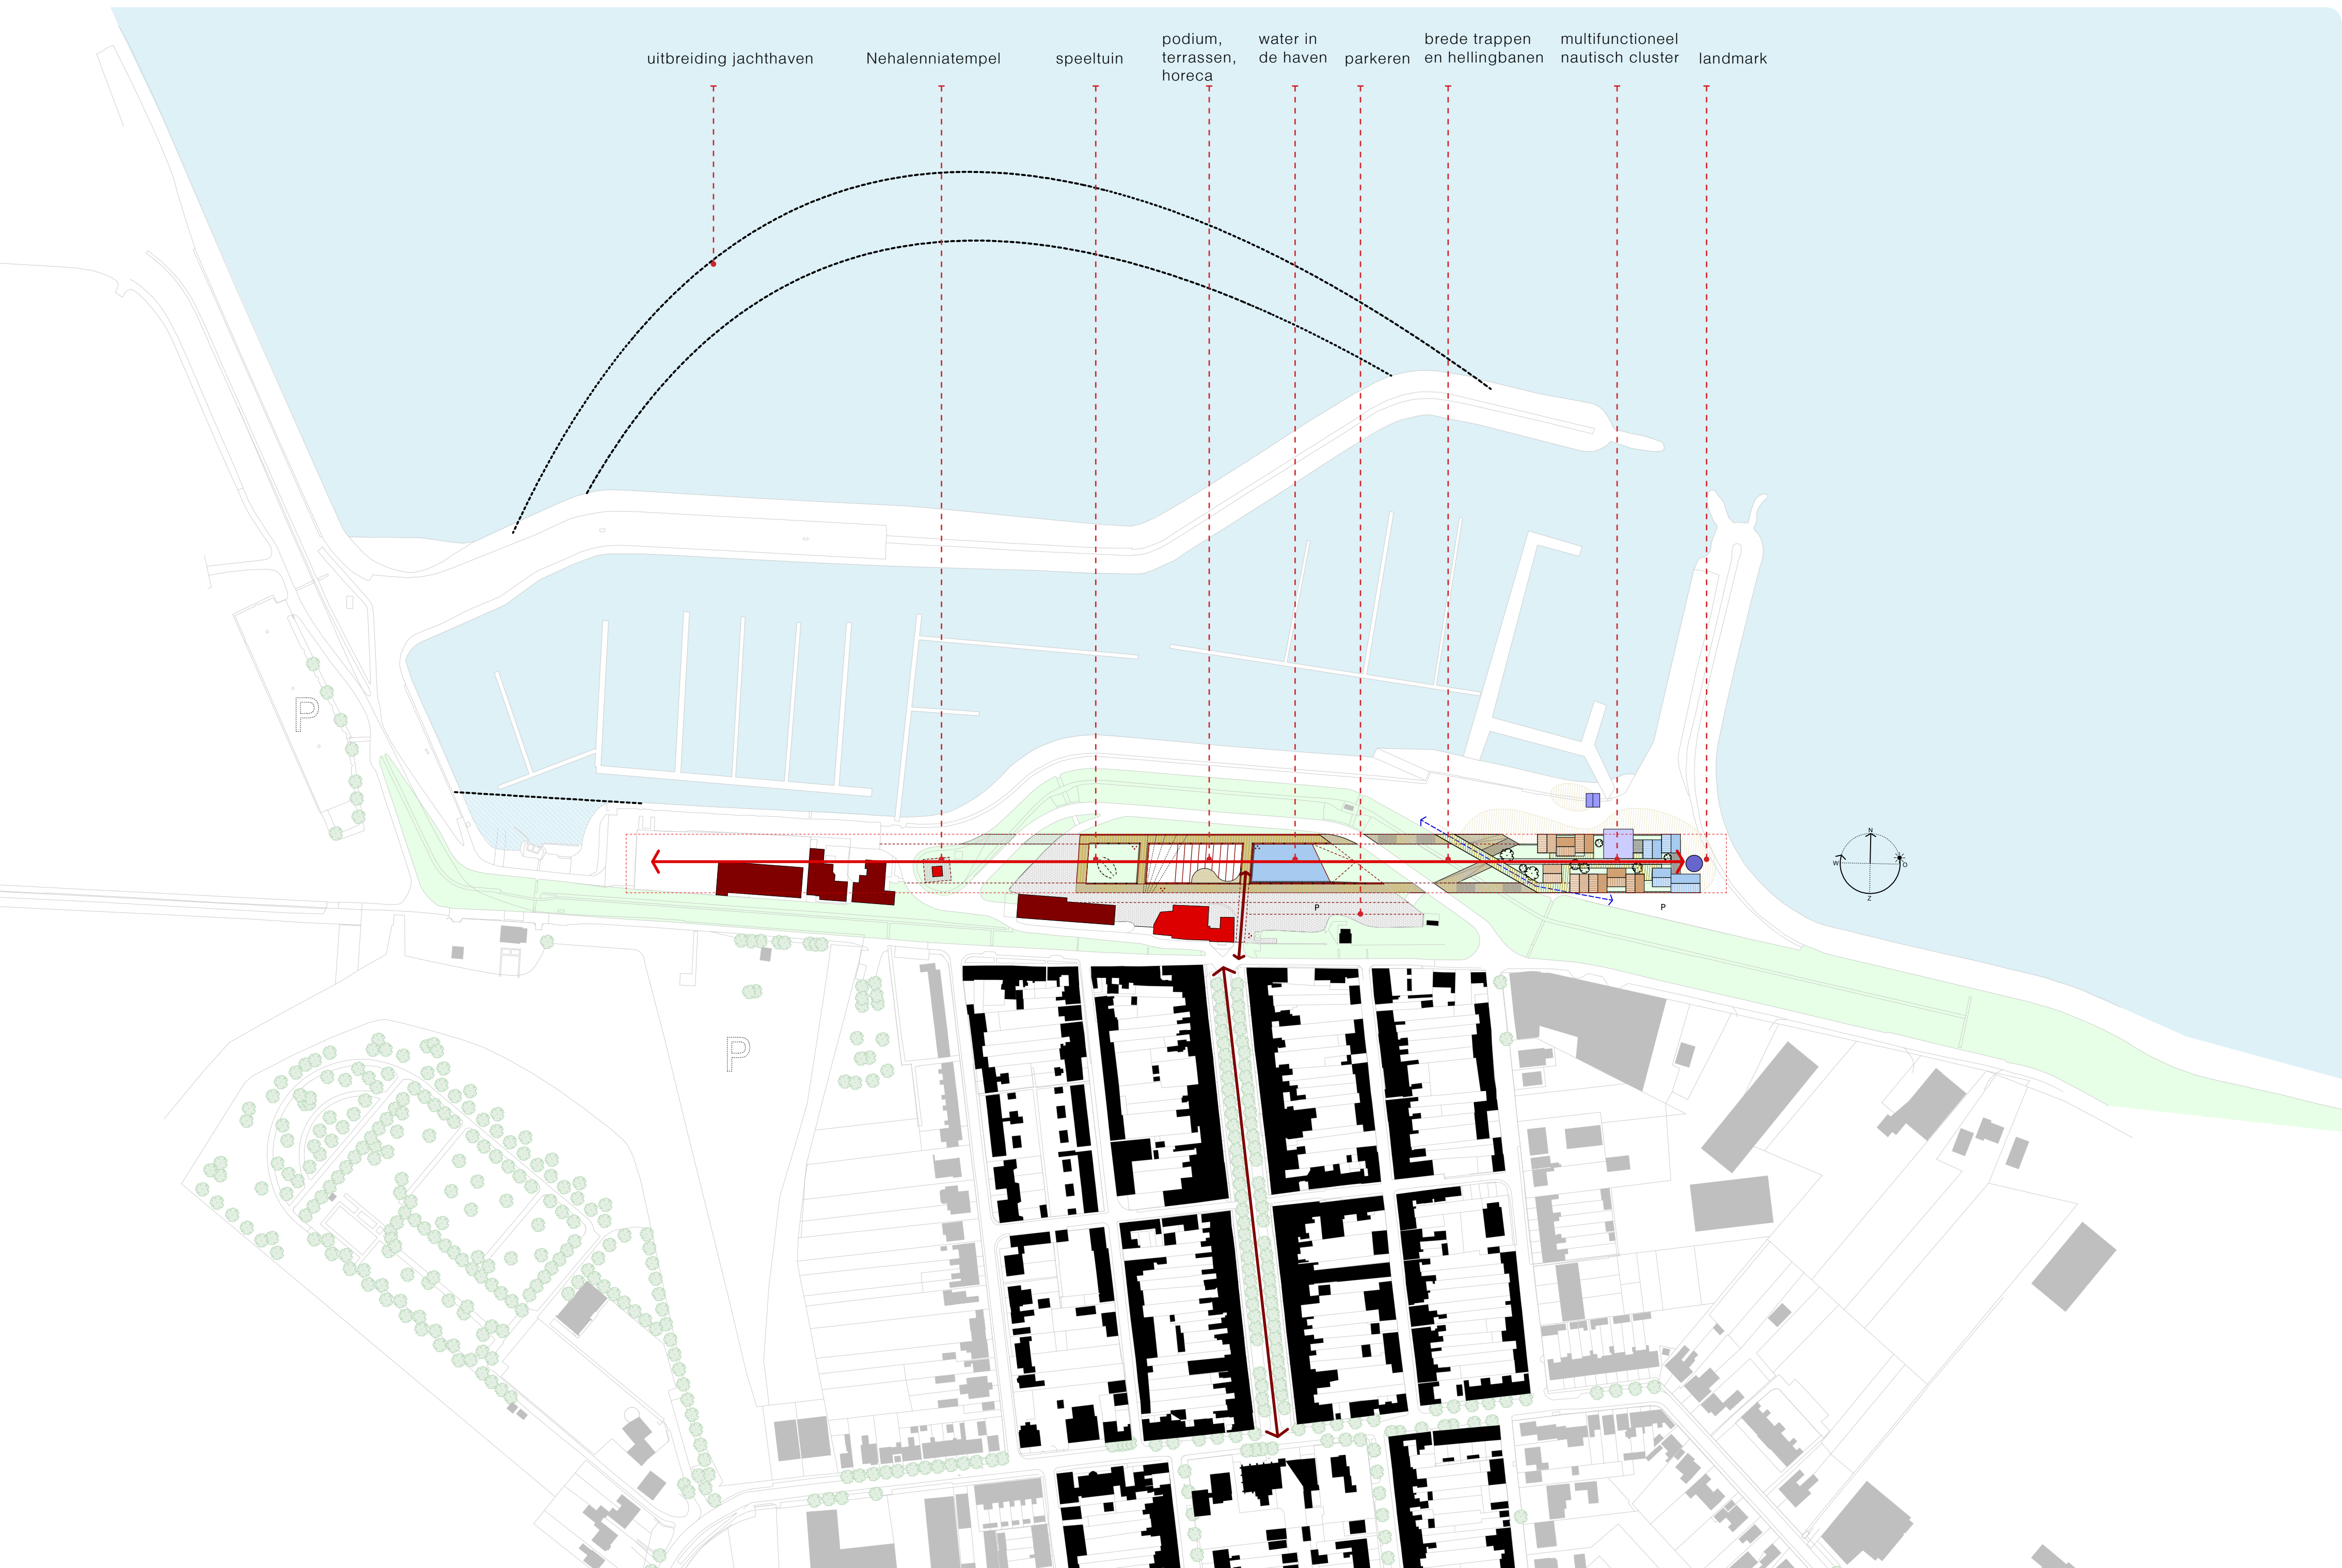 uitbreiding jachthaven
Nehalenniatempel
speeltuin
podium,
terrassen,
horeca
water in
de haven
parkeren
brede trappen
en hellingbanen
multifunctioneel
nautisch cluster
landmark
P
N
W
O
Z
P
P
P